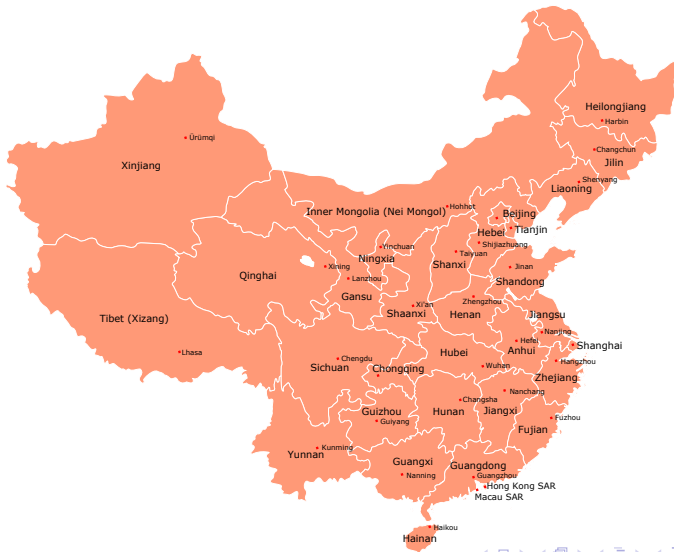 Heilongjiang
Harbin
Ürümqi
Changchun
Jilin
Xinjiang
Shenyang
Liaoning
Inner Mongolia (Nei Mongol)
Hohhot
Beijing
Tianjin
Hebei
Shijiazhuang
Yinchuan
Taiyuan
Ningxia
Shanxi
Xining
Jinan
Qinghai
Lanzhou
Shandong
Gansu
Zhengzhou
Xi'an
Shaanxi
Henan
Jiangsu
Tibet (Xizang)
Nanjing
Hefei
Shanghai
Anhui
Lhasa
Hubei
Chengdu
Hangzhou
Sichuan
Chongqing
Wuhan
Zhejiang
Nanchang
Changsha
Guizhou
Hunan
Jiangxi
Fuzhou
Guiyang
Fujian
Kunming
Yunnan
Guangxi
Guangdong
Nanning
Guangzhou
Hong Kong SAR
Macau SAR
Haikou
Hainan